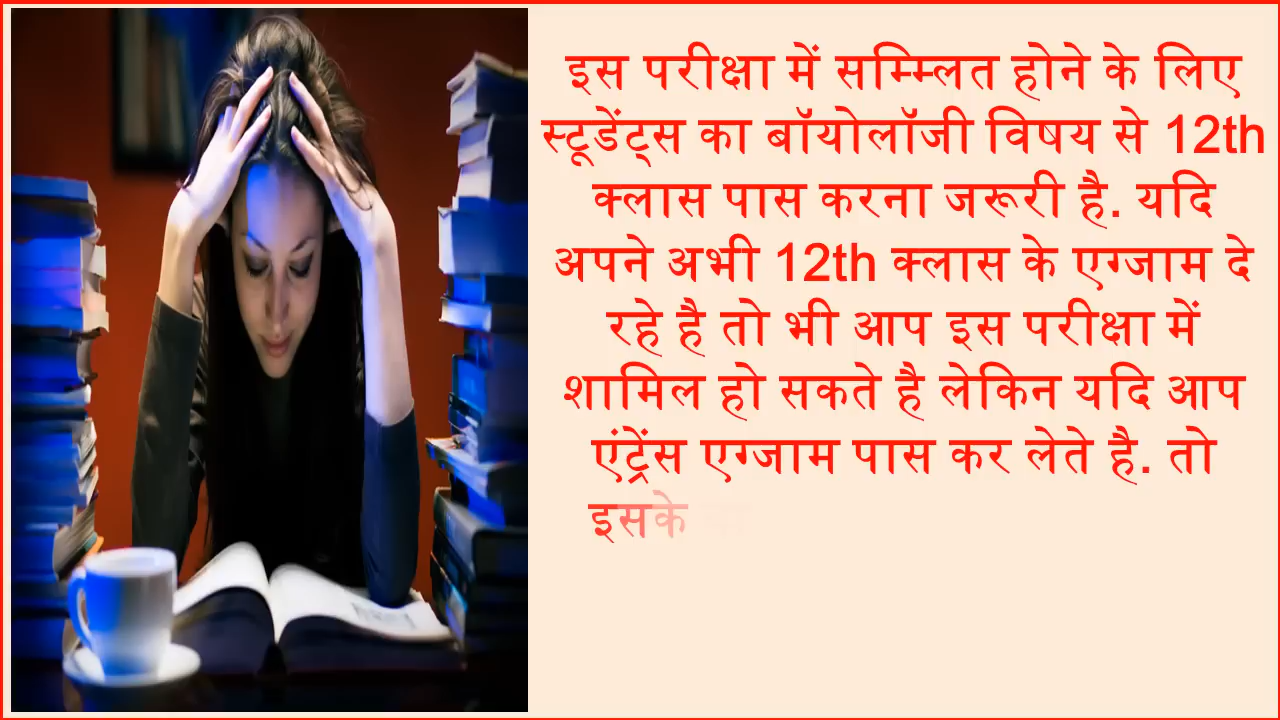 इस परीक्षा में सम्म्लित होने के लिए
स्टूडेंट्स का बॉयोलॉजी विषय से 12th
क्लास पास करना जरूरी है. यदि
अपने अभी 12th क्लास के एग्जाम दे
रहे है तो भी आप इस परीक्षा में
शामिल हो सकते है लेकिन यदि आप
एंट्रेंस एग्जाम पास कर लेते है. तो
इसके